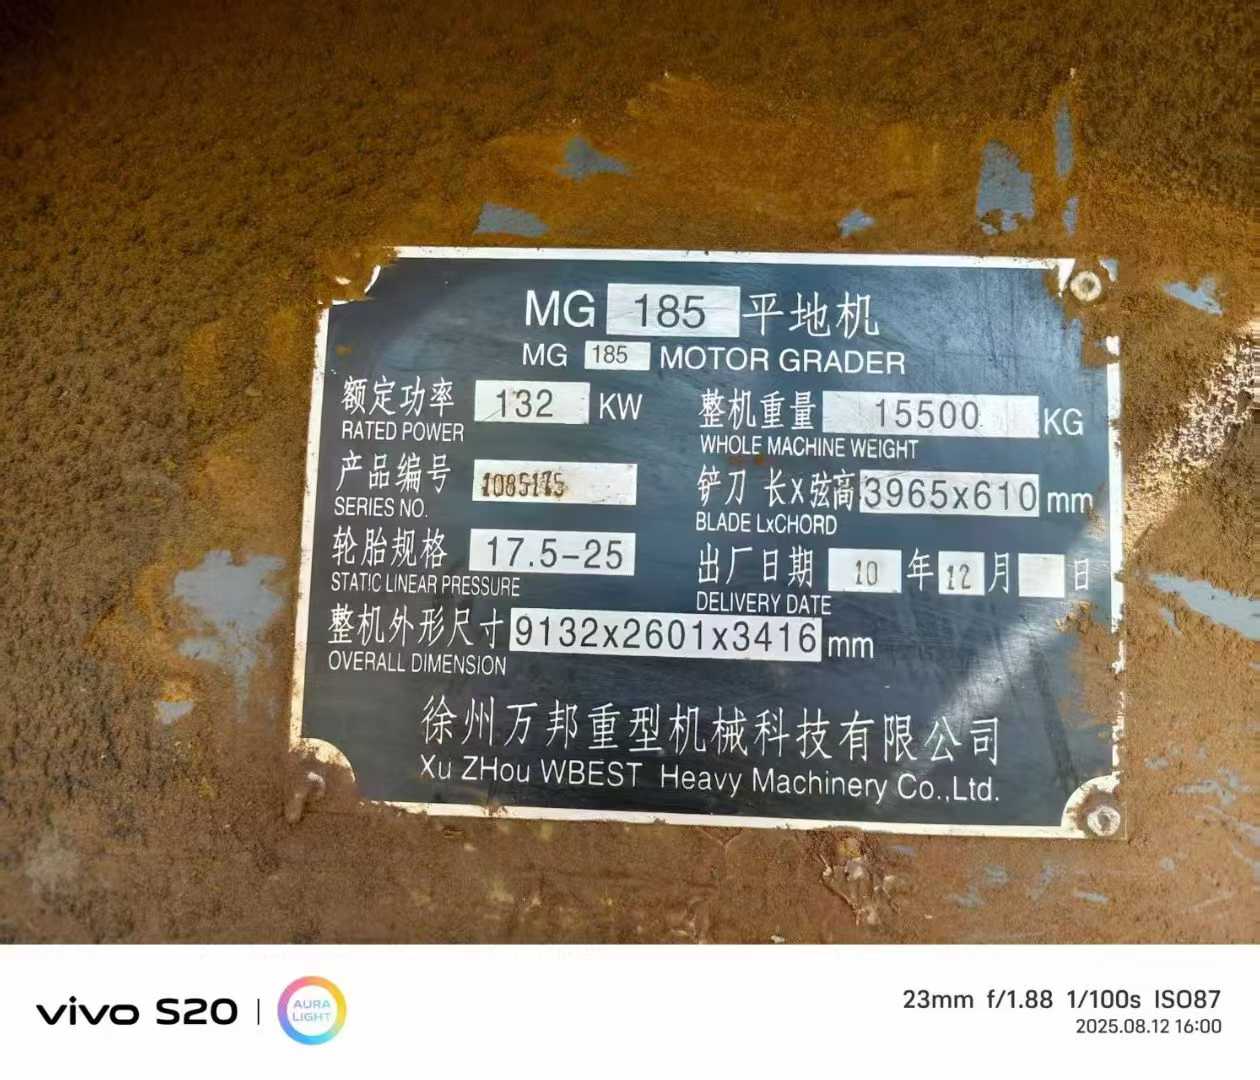 MG 185 平地机
MG 185 MOTOR GRADER
额定功率 132 KW 整机重量 15500 KG
RATED POWER WHOLE MACHINE WEIGHT
产品编号 1085175 铲刀 长X弦高 3965x610 mm
SERIES NO. BLADE LxCHORD
轮胎规格 17.5-25 出厂日期 10 年 12 月 日
STATIC LINEAR PRESSURE DELIVERY DATE
整机外形尺寸 9132x2601x3416 mm
OVERALL DIMENSION
徐州万邦重型机械科技有限公司
Xu ZHou WBEST Heavy Machinery Co.,Ltd.
vivo S20 | AURA LIGHT 23mm f/1.88 1/100s ISO87
2025.08.12 16:00